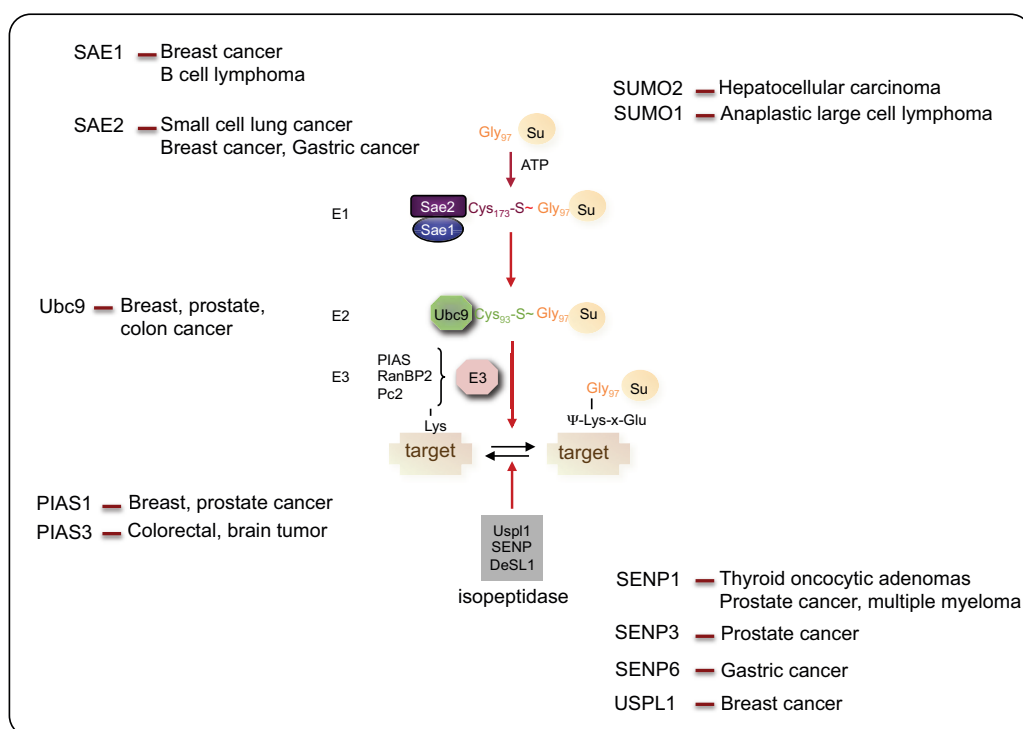 SAE1 Breast cancer
B cell lymphoma
SUMO2 Hepatocellular carcinoma
SUMO1 Anaplastic large cell lymphoma
SAE2 Small cell lung cancer
Breast cancer, Gastric cancer
Gly97 Su
ATP
E1 Sae2 Cys173-S~ Gly97 Su
Sae1
Ubc9 Breast, prostate,
colon cancer
E2 Ubc9 Cys93-S~ Gly97 Su
E3
PIAS
RanBP2
Pc2
E3
Gly97 Su
Lys
Ψ-Lys-x-Glu
target
target
PIAS1 Breast, prostate cancer
PIAS3 Colorectal, brain tumor
Uspl1
SENP
DeSL1
isopeptidase
SENP1 Thyroid oncocytic adenomas
Prostate cancer, multiple myeloma
SENP3 Prostate cancer
SENP6 Gastric cancer
USPL1 Breast cancer